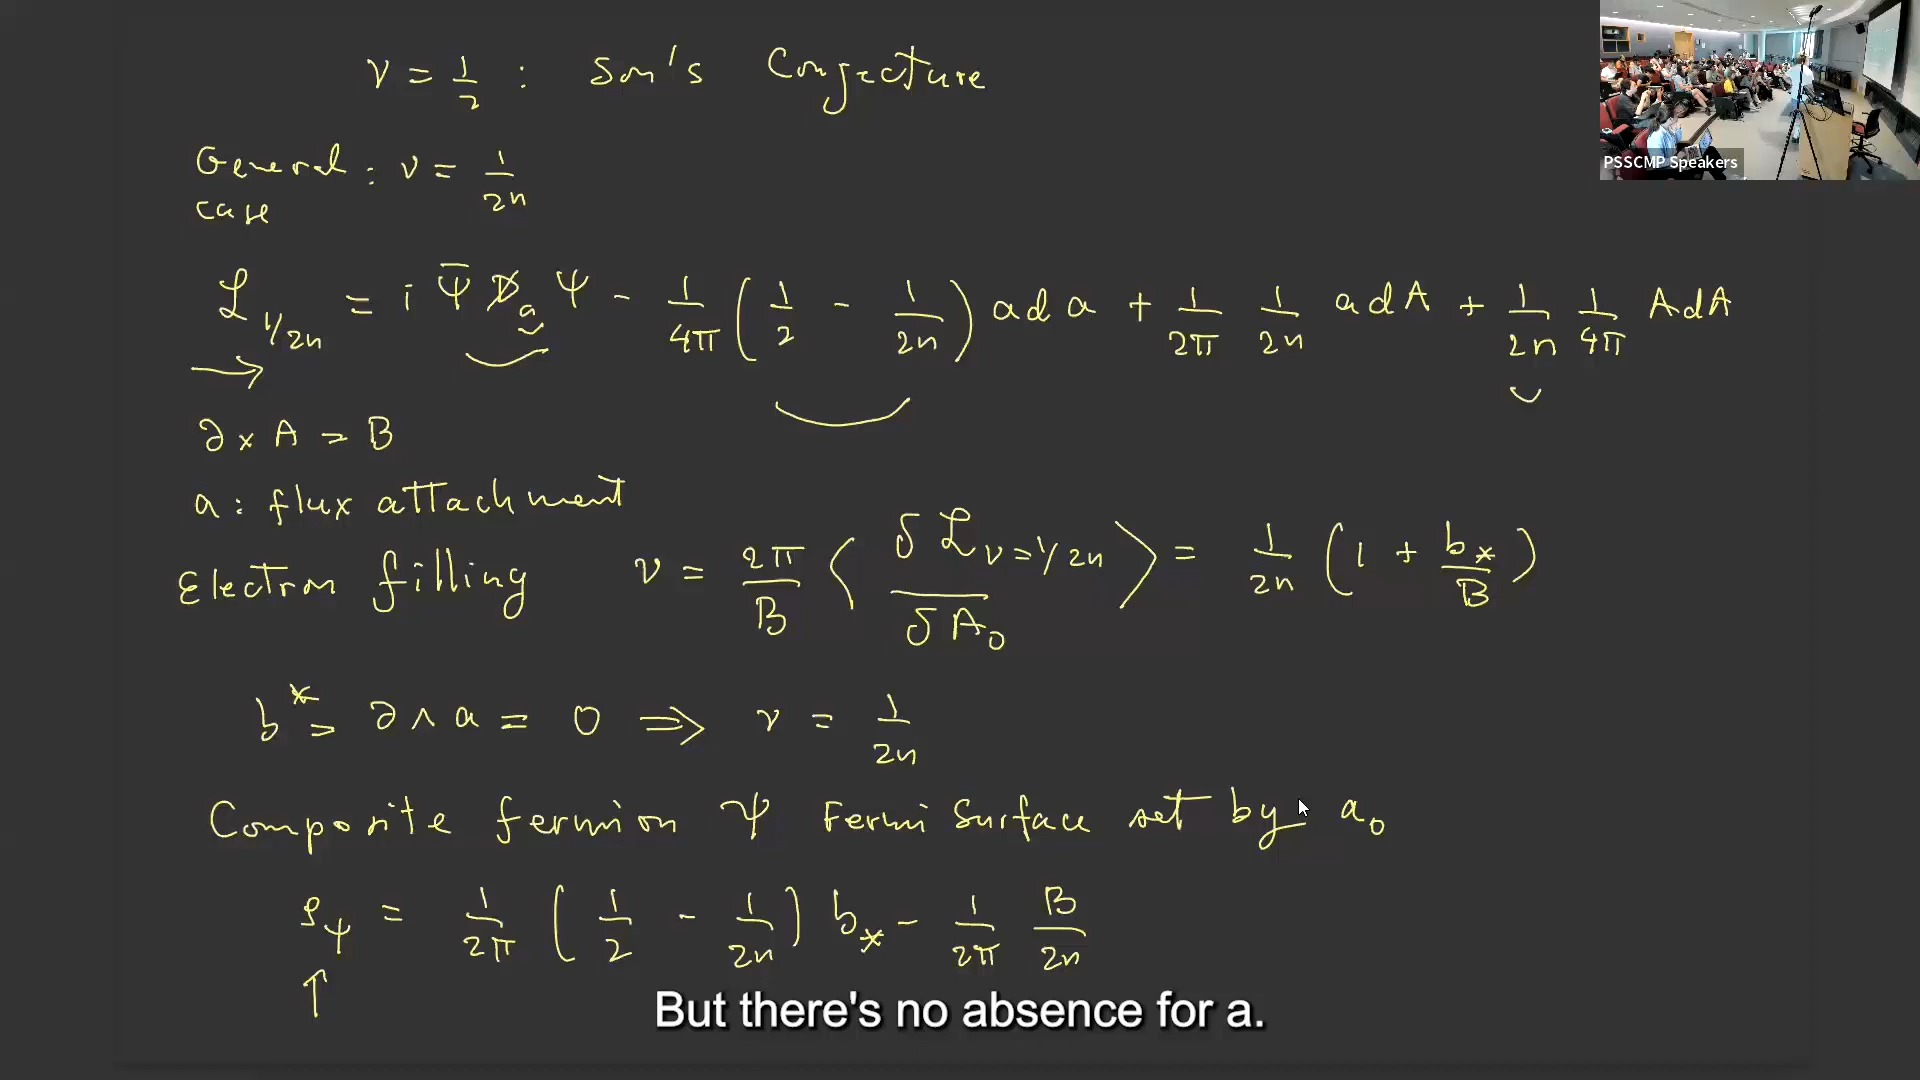 ν = 1/2 : Son's Conjecture
General case : ν = 1/2n
ℒ_{1/2n} = i Ψ̄ D̸_a Ψ - 1/4π (1/2 - 1/2n) a d a + 1/2π 1/2n a d A + 1/2n 1/4π A d A
∂ × A = B
a : flux attachment
Electron filling ν = 2π/B ⟨ δℒ_{ν=1/2n} / δA_0 ⟩ = 1/2n (1 + b_*/B)
b^* = ∂ ∧ a = 0 ⟹ ν = 1/2n
Composite fermion ψ Fermi Surface set by a_0
ρ_ψ = 1/2π (1/2 - 1/2n) b_* - 1/2π B/2n
But there's no absence for a.
PSSCMP Speakers